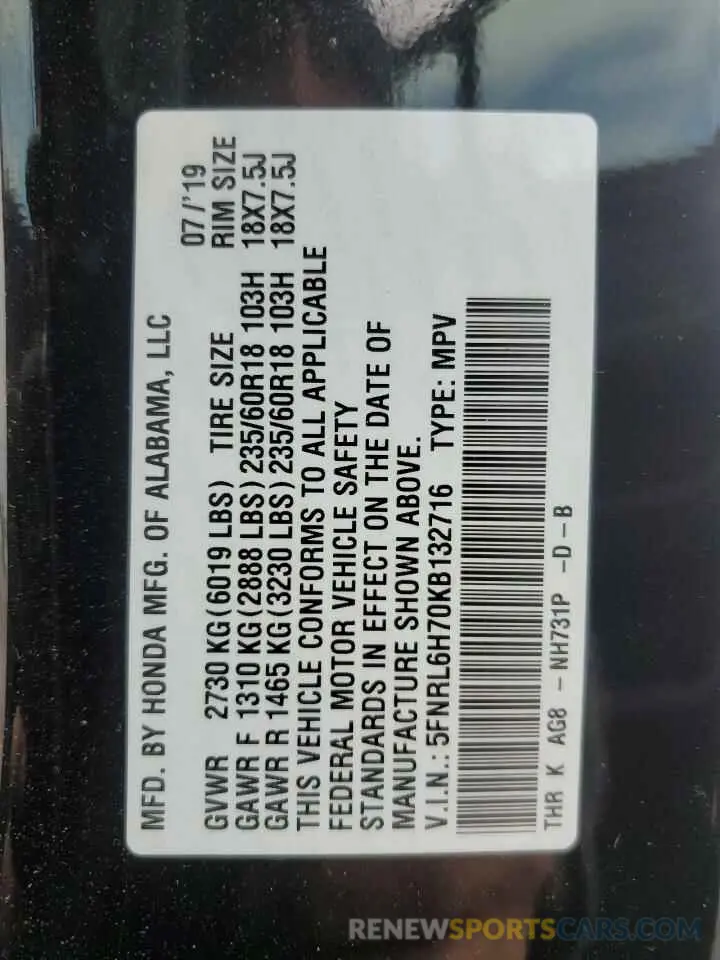 MFD. BY HONDA MFG. OF ALABAMA, LLC 07/'19
GVWR 2730 KG(6019 LBS) TIRE SIZE RIM SIZE
GAWR F 1310 KG(2888 LBS)235/60R18 103H 18X7.5J
GAWR R 1465 KG(3230 LBS)235/60R18 103H 18X7.5J
THIS VEHICLE CONFORMS TO ALL APPLICABLE
FEDERAL MOTOR VEHICLE SAFETY
STANDARDS IN EFFECT ON THE DATE OF
MANUFACTURE SHOWN ABOVE.
V.I.N.: 5FNRL6H70KB132716 TYPE: MPV
THR K AG8 - NH731P -D-B
RENEWSPORTSCARS.COM